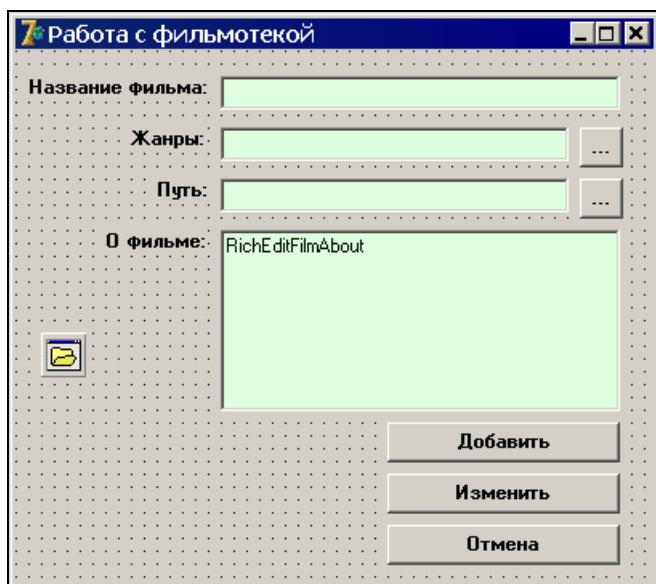 Работа с фильмотекой
Название фильма:
Жанры:
...
Путь:
...
О фильме:
RichEditFilmAbout
Добавить
Изменить
Отмена